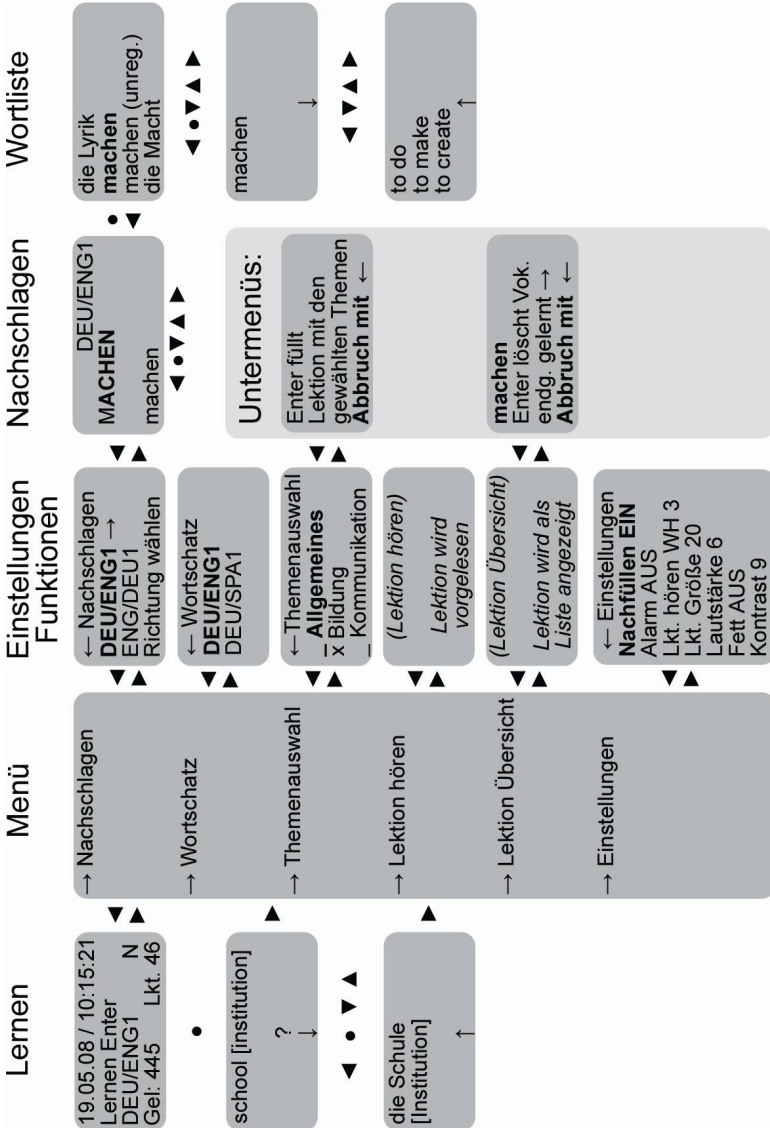 Lernen
19.05.08 / 10:15:21
Lernen Enter
DEU/ENG1 N
Gel: 445 Lkt. 46
school [institution]
?
↓
die Schule
[Institution]
↑
Menü
→ Nachschlagen
→ Wortschatz
→ Themenauswahl
→ Lektion hören
→ Lektion Übersicht
→ Einstellungen
Einstellungen
Funktionen
← Nachschlagen
DEU/ENG1 →
ENG/DEU1
Richtung wählen
← Wortschatz
DEU/ENG1
DEU/SPA1
←Themenauswahl
_ Allgemeines
x Bildung
_ Kommunikation
(Lektion hören)
Lektion wird
vorgelesen
(Lektion Übersicht)
Lektion wird als
Liste angezeigt
← Einstellungen
Nachfüllen EIN
Alarm AUS
Lkt. hören WH 3
Lkt. Größe 20
Lautstärke 6
Fett AUS
Kontrast 9
Nachschlagen
DEU/ENG1
MACHEN
machen
Untermenüs:
Enter füllt
Lektion mit den
gewählten Themen
Abbruch mit ←
machen
Enter löscht Vok.
endg. gelernt →
Abbruch mit ←
Wortliste
die Lyrik
machen
machen (unreg.)
die Macht
machen
↓
to do
to make
to create
↑